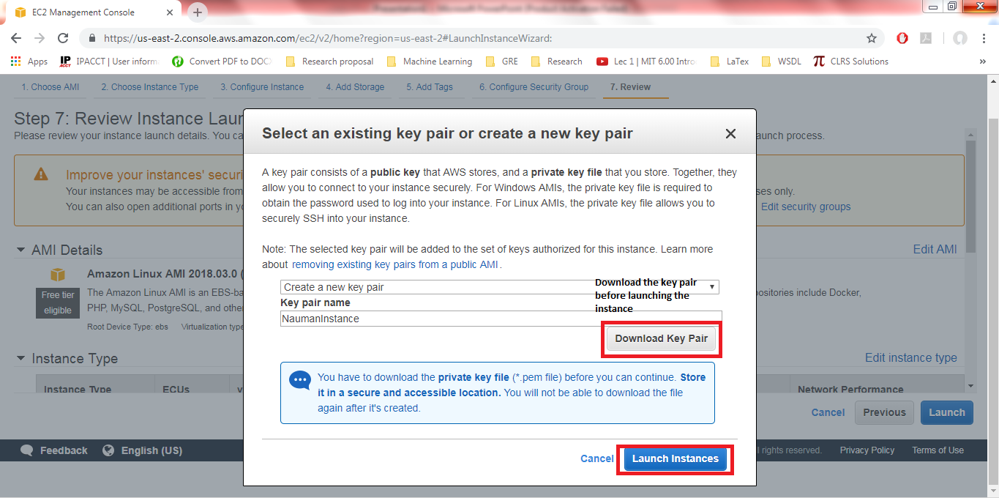 Presentation1 - Microsoft PowerPoint (Product Activation Failed)
EC2 Management Console
https://us-east-2.console.aws.amazon.com/ec2/v2/home?region=us-east-2#LaunchInstanceWizard:
Apps IPACCT | User inform Convert PDF to DOC Research proposal Machine Learning GRE Research Lec 1 | MIT 6.00 Intro LaTex WSDL CLRS Solutions »
1. Choose AMI 2. Choose Instance Type 3. Configure Instance 4. Add Storage 5. Add Tags 6. Configure Security Group 7. Review
Step 7: Review Instance Laun
Please review your instance launch details. You ca
aunch process.
Improve your instances' securi
Your instances may be accessible from
ses only.
You can also open additional ports in yo
Edit security groups
AMI Details
Edit AMI
Amazon Linux AMI 2018.03.0 (
Free tier
eligible
The Amazon Linux AMI is an EBS-ba
ositories include Docker,
PHP, MySQL, PostgreSQL, and othe
Root Device Type: ebs Virtualization type
Instance Type
Edit instance type
Instance Type ECUs v
Network Performance
Cancel Previous Launch
Feedback English (US)
l rights reserved. Privacy Policy Terms of Use
Select an existing key pair or create a new key pair
A key pair consists of a public key that AWS stores, and a private key file that you store. Together, they
allow you to connect to your instance securely. For Windows AMIs, the private key file is required to
obtain the password used to log into your instance. For Linux AMIs, the private key file allows you to
securely SSH into your instance.
Note: The selected key pair will be added to the set of keys authorized for this instance. Learn more
about removing existing key pairs from a public AMI.
Create a new key pair
Key pair name
NaumanInstance
Download the key pair
before launching the
instance
Download Key Pair
You have to download the private key file (*.pem file) before you can continue. Store
it in a secure and accessible location. You will not be able to download the file
again after it's created.
Cancel Launch Instances